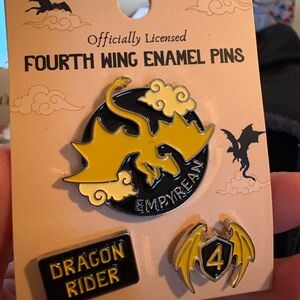 Officially Licensed
FOURTH WING ENAMEL PINS
EMPYREAN
DRAGON
RIDER
4